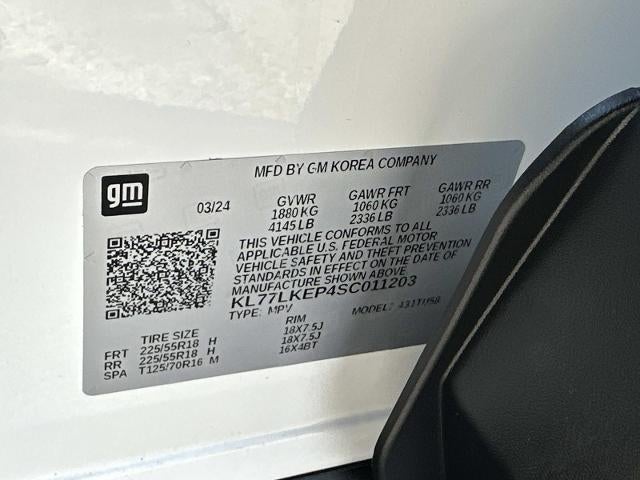 MFD BY GM KOREA COMPANY
gm
03/24 GVWR GAWR FRT GAWR RR
1880 KG 1060 KG 1060 KG
4145 LB 2336 LB 2336 LB
THIS VEHICLE CONFORMS TO ALL
APPLICABLE U.S. FEDERAL MOTOR
VEHICLE SAFETY AND THEFT PREVENTION
STANDARDS IN EFFECT ON THE DATE OF
MANUFACTURE SHOWN ABOVE.
KL77LKEP4SC011203
TYPE: MPV MODEL:
TIRE SIZE RIM
FRT 225/55R18 H 18X7.5J
RR 225/55R18 H 18X7.5J
SPA T125/70R16 M 16X4BT